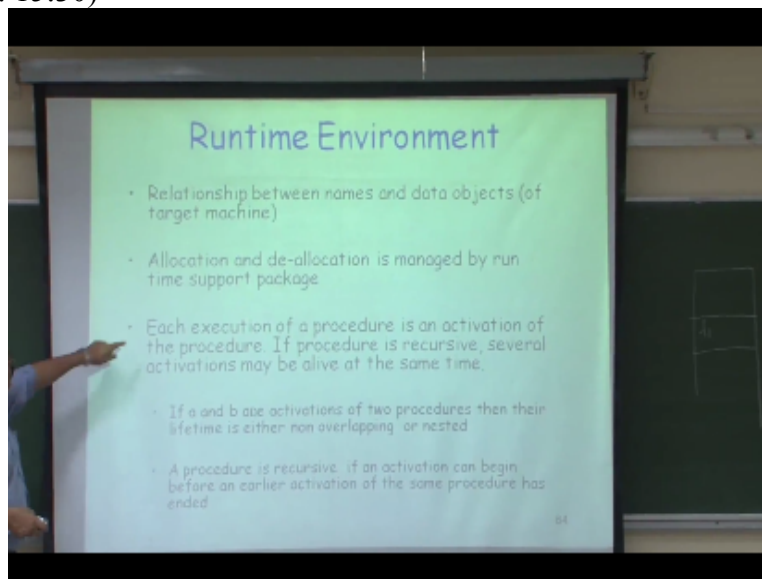 Runtime Environment
• Relationship between names and data objects (of
target machine)
• Allocation and de-allocation is managed by run
time support package
• Each execution of a procedure is an activation of
the procedure. If procedure is recursive, several
activations may be alive at the same time.
• If a and b are activations of two procedures then their
lifetime is either non overlapping or nested
• A procedure is recursive if an activation can begin
before an earlier activation of the same procedure has
ended